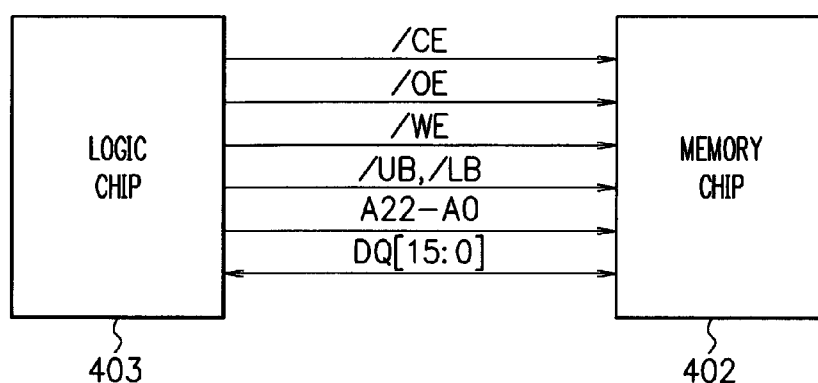 /CE
/OE
/WE
/UB,/LB
A22-A0
DQ[15:0]
LOGIC
CHIP
MEMORY
CHIP
403
402